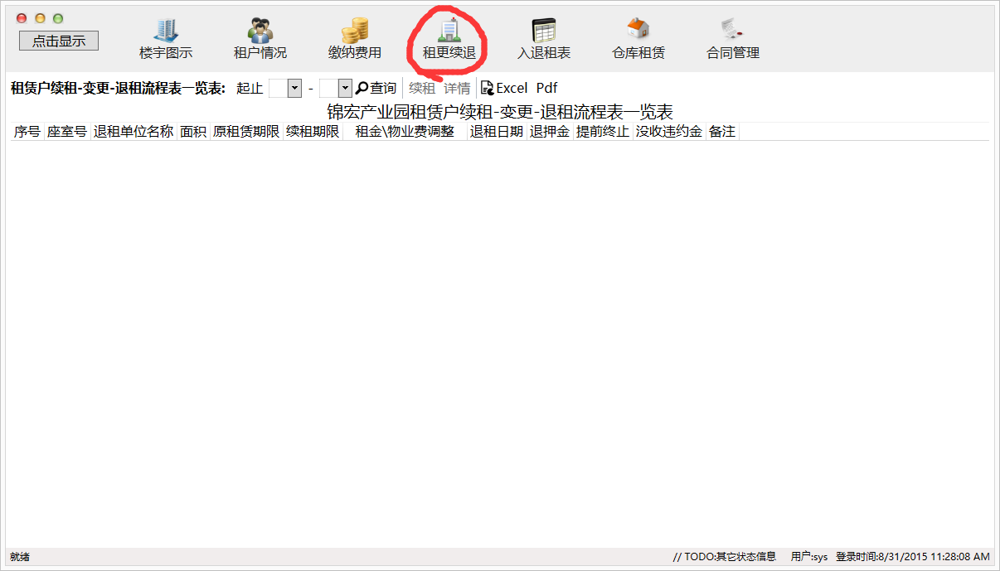 点击显示
楼宇图示 租户情况 缴纳费用 租更续退 入退租表 仓库租赁 合同管理
租赁户续租-变更-退租流程表一览表: 起止 - 查询 续租 详情 Excel Pdf
锦宏产业园租赁户续租-变更-退租流程表一览表
序号 座室号 退租单位名称 面积 原租赁期限 续租期限 租金\物业费调整 退租日期 退押金 提前终止 没收违约金 备注
就绪 // TODO:其它状态信息 用户:sys 登录时间:8/31/2015 11:28:08 AM